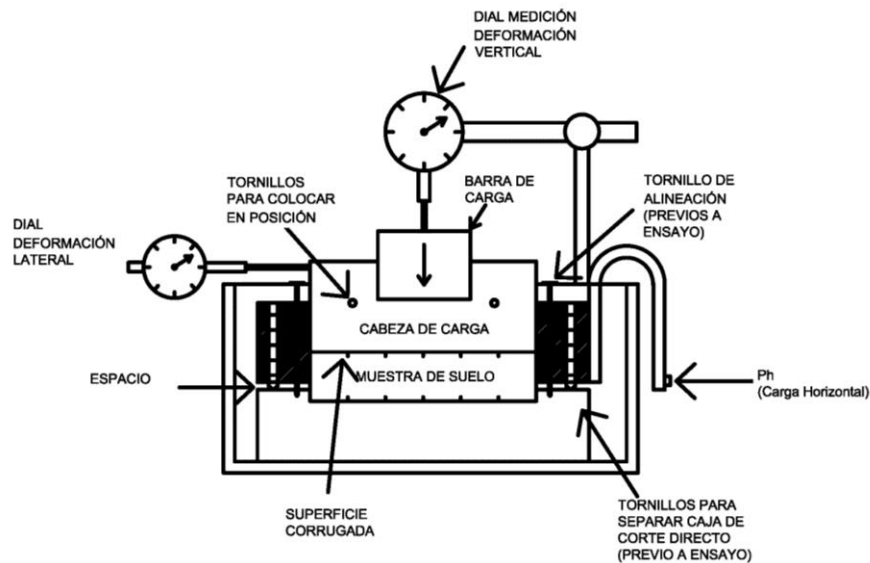 DIAL MEDICIÓN
DEFORMACIÓN
VERTICAL
TORNILLOS
PARA COLOCAR
EN POSICIÓN
BARRA DE
CARGA
TORNILLO DE
ALINEACIÓN
(PREVIOS A
ENSAYO)
DIAL
DEFORMACIÓN
LATERAL
CABEZA DE CARGA
MUESTRA DE SUELO
ESPACIO
Ph
(Carga Horizontal)
SUPERFICIE
CORRUGADA
TORNILLOS PARA
SEPARAR CAJA DE
CORTE DIRECTO
(PREVIO A ENSAYO)